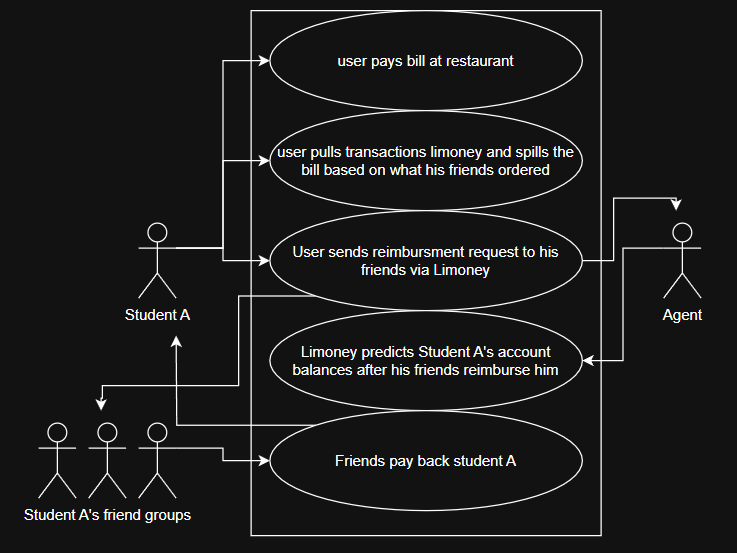 user pays bill at restaurant
user pulls transactions limoney and spills the
bill based on what his friends ordered
User sends reimbursment request to his
friends via Limoney
Student A
Agent
Limoney predicts Student A's account
balances after his friends reimburse him
Friends pay back student A
Student A's friend groups